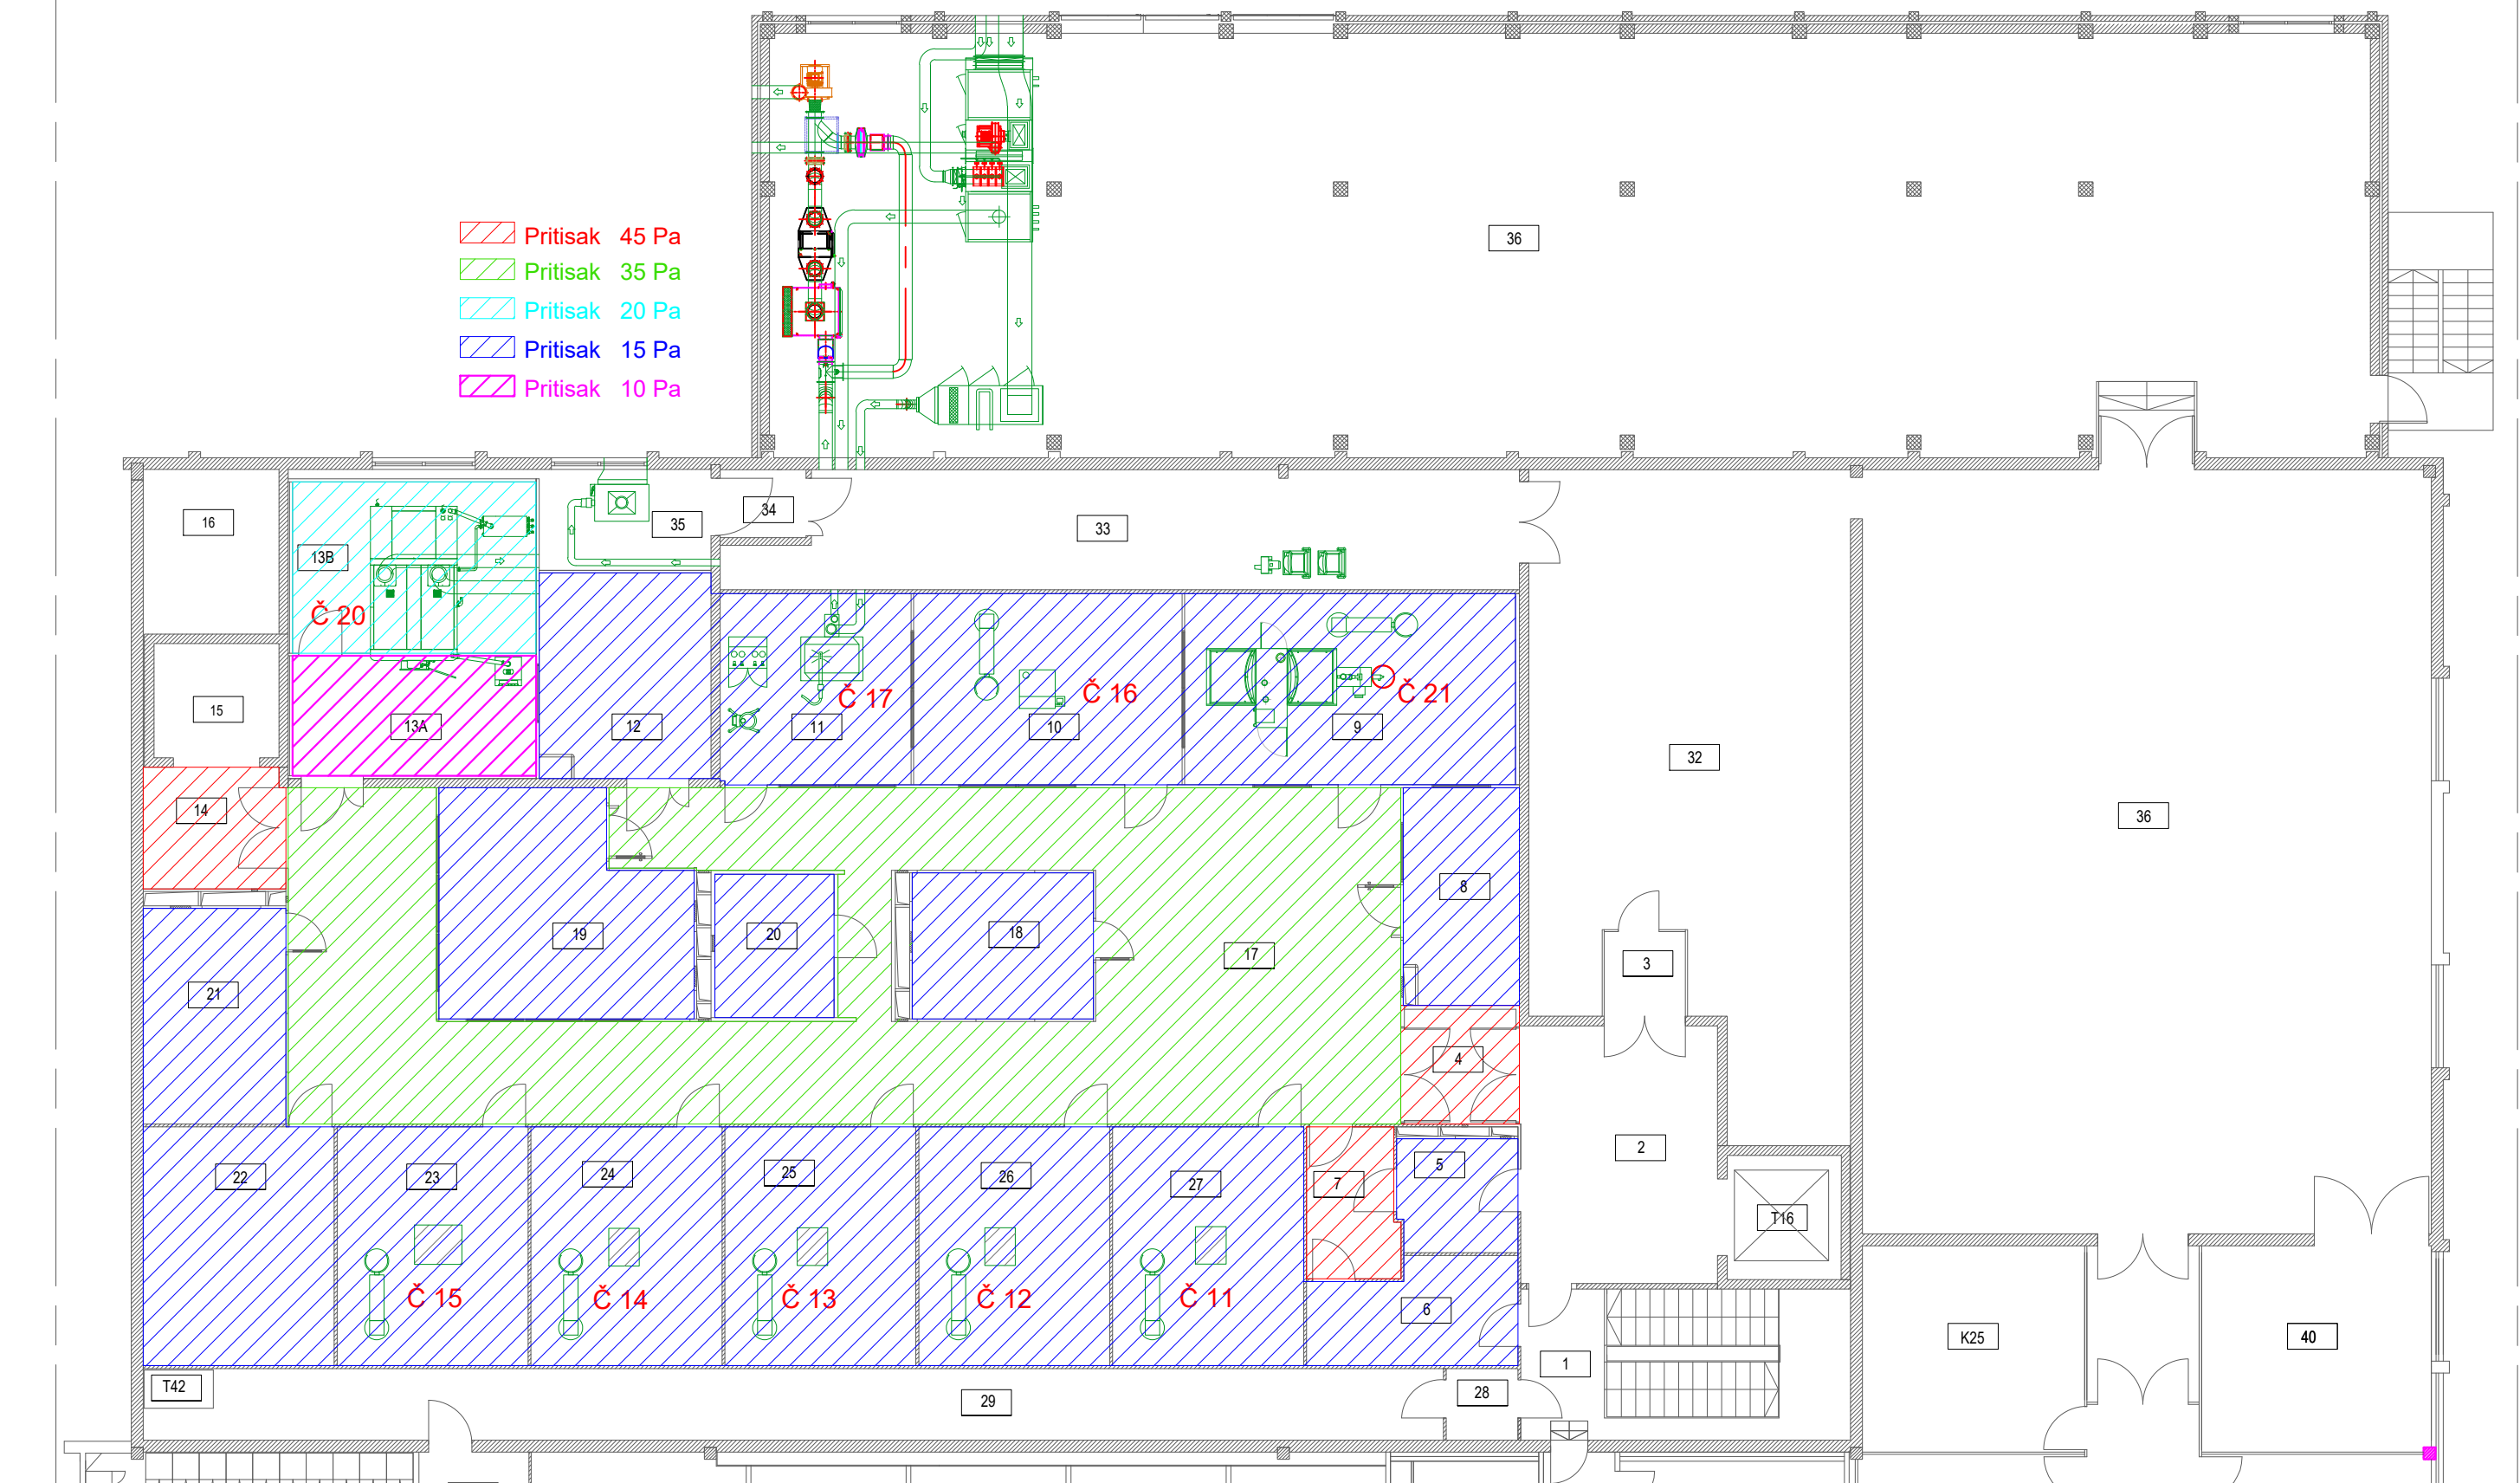 36
Pritisak 45 Pa
Pritisak 35 Pa
Pritisak 20 Pa
Pritisak 15 Pa
Pritisak 10 Pa
16
13B
35
34
33
Č 20
15
13A
12
Č 17
11
Č 16
10
Č 21
9
32
36
14
8
19
20
18
17
3
21
4
2
22
23
24
25
26
27
7
5
T16
Č 15
Č 14
Č 13
Č 12
Č 11
6
K25
40
1
T42
29
28